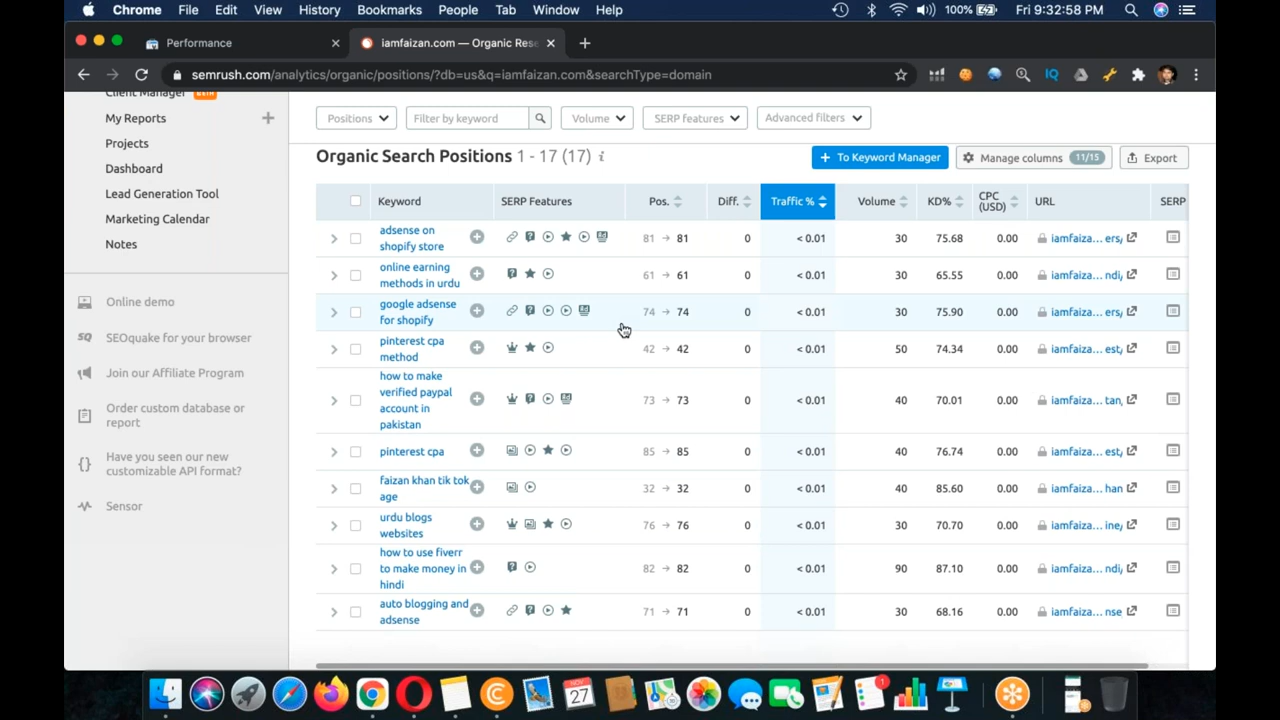 Chrome File Edit View History Bookmarks People Tab Window Help 100% Fri 9:32:58 PM
Performance
iamfaizan.com — Organic Rese
semrush.com/analytics/organic/positions/?db=us&q=iamfaizan.com&searchType=domain
Client Manager BETA
My Reports
Projects
Dashboard
Lead Generation Tool
Marketing Calendar
Notes
Online demo
SEOquake for your browser
Join our Affiliate Program
Order custom database or
report
Have you seen our new
customizable API format?
Sensor
Positions Filter by keyword Volume SERP features Advanced filters
Organic Search Positions 1 - 17 (17) i
+ To Keyword Manager Manage columns 11/15 Export
Keyword SERP Features Pos. Diff. Traffic % Volume KD% CPC (USD) URL SERP
adsense on
shopify store 81 → 81 0 < 0.01 30 75.68 0.00 iamfaiza… ers/
online earning
methods in urdu 61 → 61 0 < 0.01 30 65.55 0.00 iamfaiza… ndi/
google adsense
for shopify 74 → 74 0 < 0.01 30 75.90 0.00 iamfaiza… ers/
pinterest cpa
method 42 → 42 0 < 0.01 50 74.34 0.00 iamfaiza… est/
how to make
verified paypal
account in
pakistan 73 → 73 0 < 0.01 40 70.01 0.00 iamfaiza… tan/
pinterest cpa 85 → 85 0 < 0.01 40 76.74 0.00 iamfaiza… est/
faizan khan tik tok
age 32 → 32 0 < 0.01 40 85.60 0.00 iamfaiza… han
urdu blogs
websites 76 → 76 0 < 0.01 30 70.70 0.00 iamfaiza… ine/
how to use fiverr
to make money in
hindi 82 → 82 0 < 0.01 90 87.10 0.00 iamfaiza… ndi/
auto blogging and
adsense 71 → 71 0 < 0.01 30 68.16 0.00 iamfaiza… nse
NOV
27
1